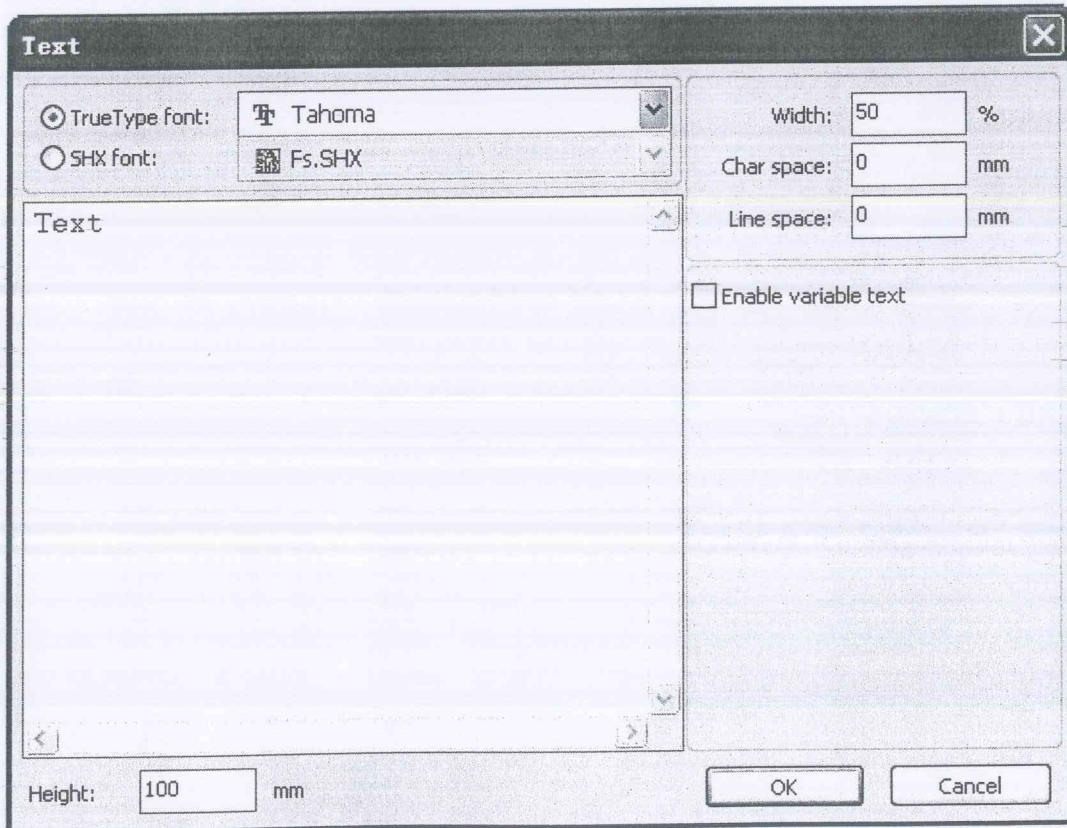 Text
TrueType font: Tahoma
SHX font: Fs.SHX
Width: 50 %
Char space: 0 mm
Line space: 0 mm
Text
Enable variable text
Height: 100 mm
OK Cancel